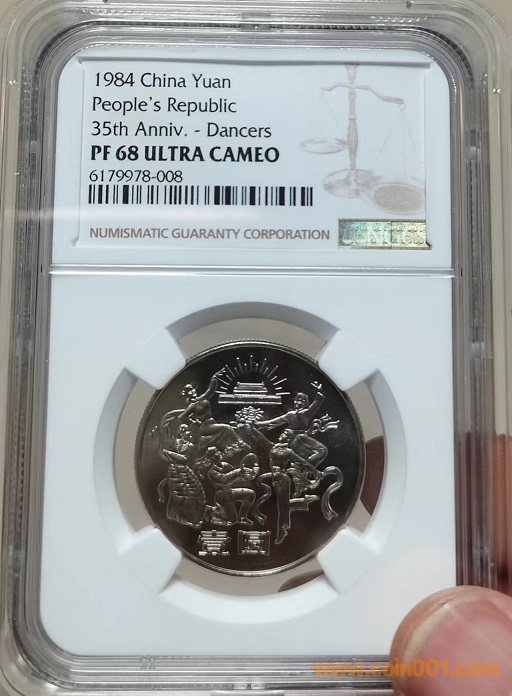 1984 China Yuan
People's Republic
35th Anniv. - Dancers
PF 68 ULTRA CAMEO
6179978-008
NUMISMATIC GUARANTY CORPORATION
壹圆
www.coin001.com